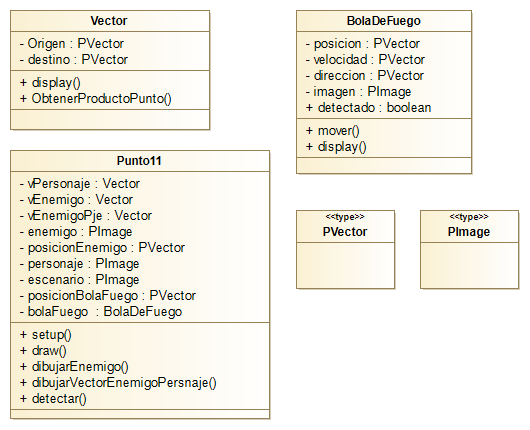 Vector
- Origen : PVector
- destino : PVector
+ display()
+ ObtenerProductoPunto()
BolaDeFuego
- posicion : PVector
- velocidad : PVector
- direccion : PVector
- imagen : PImage
+ detectado : boolean
+ mover()
+ display()
Punto11
- vPersonaje : Vector
- vEnemigo : Vector
- vEnemigoPje : Vector
- enemigo : PImage
- posicionEnemigo : PVector
- personaje : PImage
- escenario : PImage
- posicionBolaFuego : PVector
- bolaFuego : BolaDeFuego
+ setup()
+ draw()
+ dibujarEnemigo()
+ dibujarVectorEnemigoPersnaje()
+ detectar()
<<type>>
PVector
<<type>>
PImage